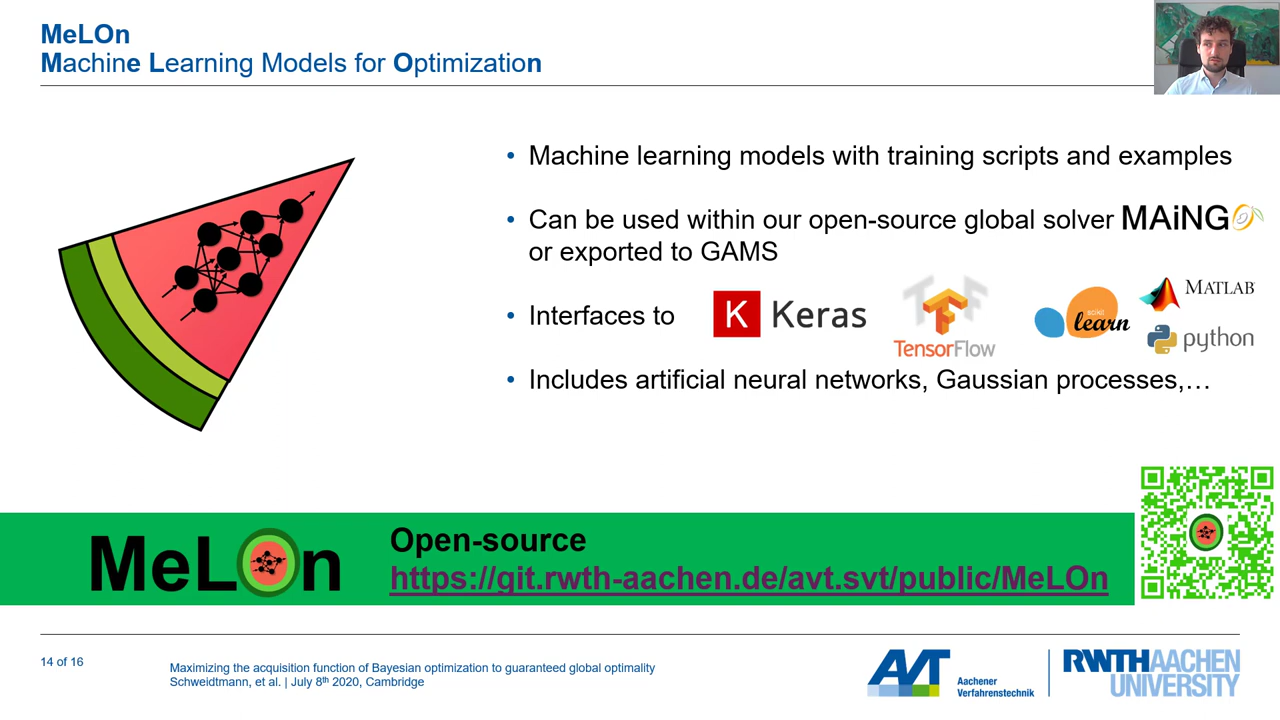 MeLOn
Machine Learning Models for Optimization
• Machine learning models with training scripts and examples
• Can be used within our open-source global solver MAiNGO
or exported to GAMS
• Interfaces to K Keras TensorFlow scikit learn MATLAB python
• Includes artificial neural networks, Gaussian processes,…
MeLOn
Open-source
https://git.rwth-aachen.de/avt.svt/public/MeLOn
14 of 16
Maximizing the acquisition function of Bayesian optimization to guaranteed global optimality
Schweidtmann, et al. | July 8th 2020, Cambridge
AVT
Aachener
Verfahrenstechnik
RWTHAACHEN
UNIVERSITY